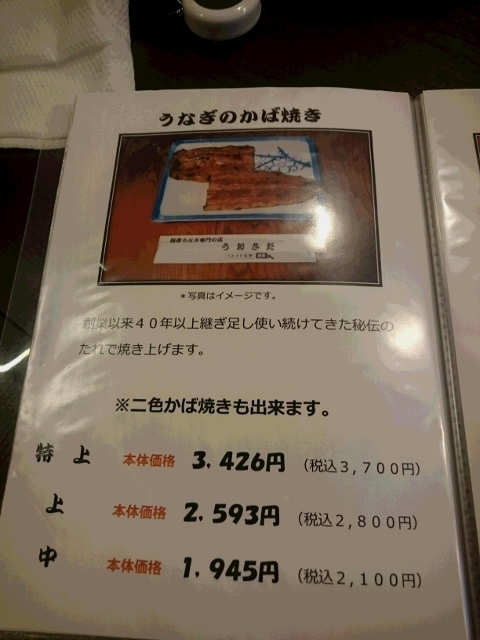 うなぎのかば焼き
国産うなぎ専門の店
うおさだ
＊写真はイメージです。
創業以来４０年以上継ぎ足し使い続けてきた秘伝の
たれで焼き上げます。
※二色かば焼きも出来ます。
特上 本体価格 3,426円 （税込３,７００円）
上 本体価格 2,593円 （税込２,８００円）
中 本体価格 1,945円 （税込２,１００円）